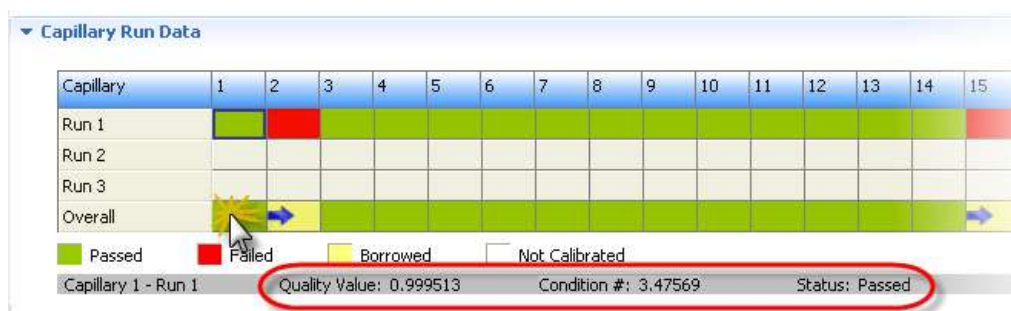 Capillary Run Data
Capillary 1 2 3 4 5 6 7 8 9 10 11 12 13 14 15
Run 1
Run 2
Run 3
Overall
Passed Failed Borrowed Not Calibrated
Capillary 1 - Run 1 Quality Value: 0.999513 Condition #: 3.47569 Status: Passed